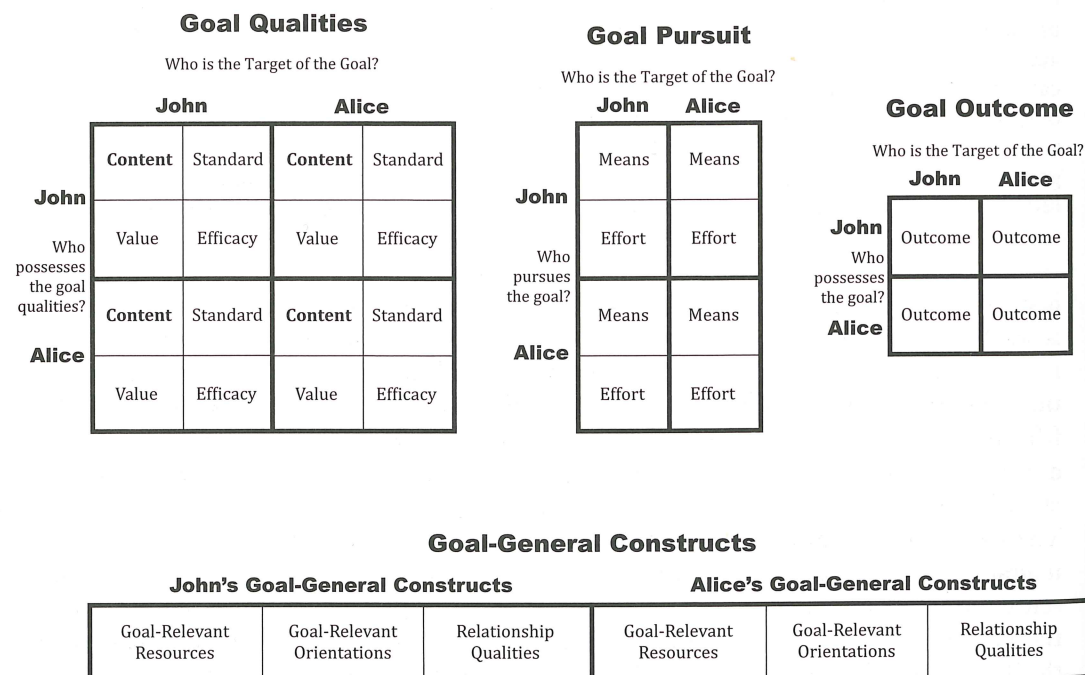 Goal Qualities
Who is the Target of the Goal?
John Alice
Content Standard Content Standard
John
Value Efficacy Value Efficacy
Who
possesses
the goal
qualities?
Content Standard Content Standard
Alice
Value Efficacy Value Efficacy
Goal Pursuit
Who is the Target of the Goal?
John Alice
Means Means
John
Effort Effort
Who
pursues
the goal?
Means Means
Alice
Effort Effort
Goal Outcome
Who is the Target of the Goal?
John Alice
John
Outcome Outcome
Who
possesses
the goal?
Outcome Outcome
Alice
Goal-General Constructs
John's Goal-General Constructs Alice's Goal-General Constructs
Goal-Relevant Goal-Relevant Relationship Goal-Relevant Goal-Relevant Relationship
Resources Orientations Qualities Resources Orientations Qualities